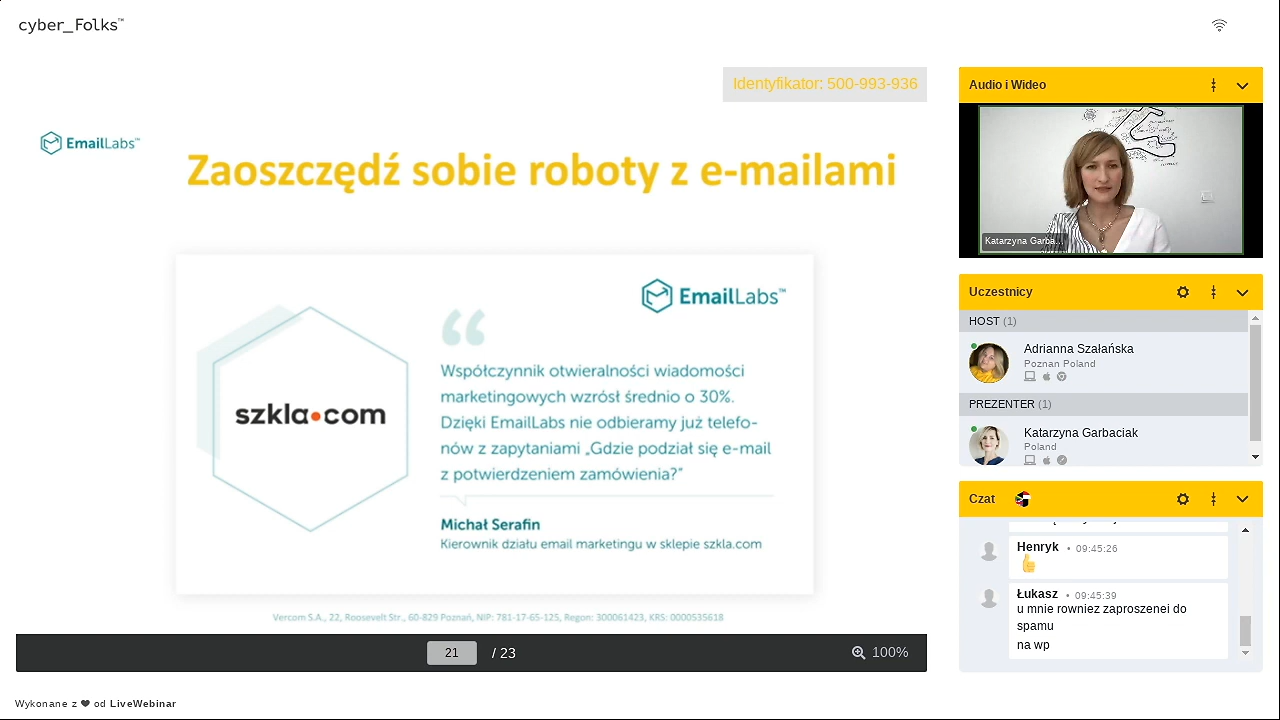 cyber_Folks™
Identyfikator: 500-993-936
EmailLabs™
Zaoszczędź sobie roboty z e-mailami
EmailLabs™
szkla•com
“
Współczynnik otwieralności wiadomości
marketingowych wzrósł średnio o 30%.
Dzięki EmailLabs nie odbieramy już telefo-
nów z zapytaniami „Gdzie podział się e-mail
z potwierdzeniem zamówienia?”
Michał Serafin
Kierownik działu email marketingu w sklepie szkla.com
Vercom S.A., 22, Roosevelt Str., 60-829 Poznań, NIP: 781-17-65-125, Regon: 300061423, KRS: 0000535618
21 / 23
100%
Wykonane z ❤ od LiveWebinar
Audio i Wideo
Katarzyna Garba...
Uczestnicy
HOST (1)
Adrianna Szałańska
Poznan Poland
PREZENTER (1)
Katarzyna Garbaciak
Poland
Czat
Henryk • 09:45:26
👍
Łukasz • 09:45:39
u mnie rowniez zaproszenei do
spamu
na wp